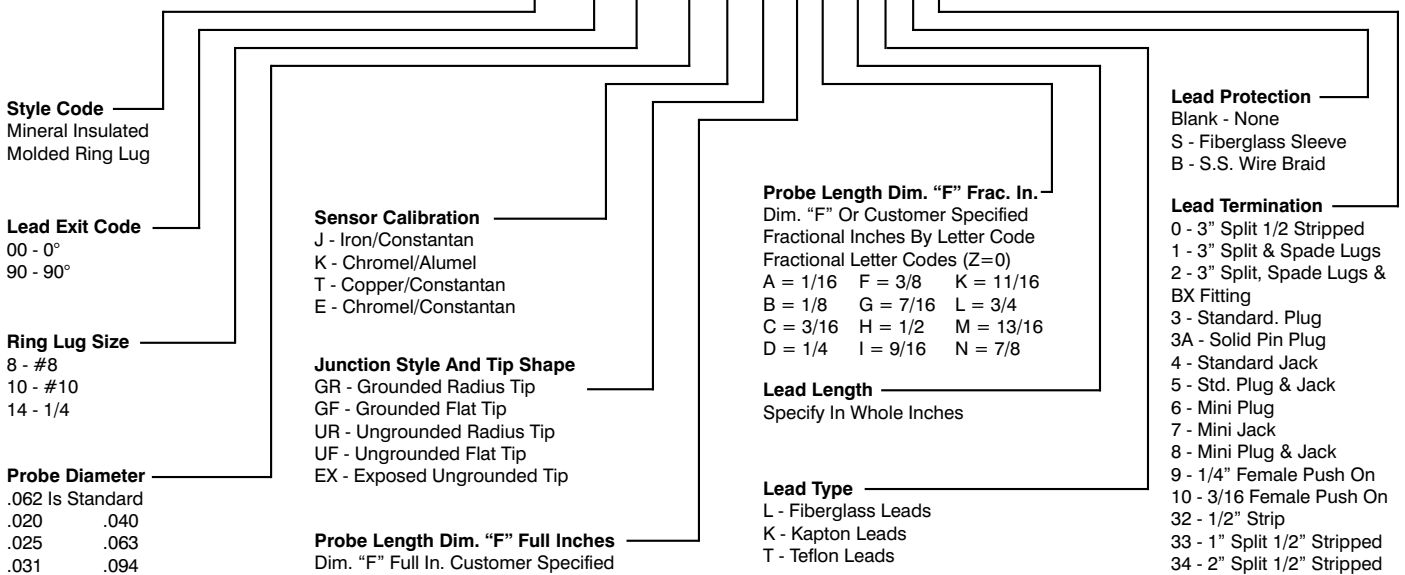 Style Code
Mineral Insulated
Molded Ring Lug
Lead Exit Code
00 - 0°
90 - 90°
Ring Lug Size
8 - #8
10 - #10
14 - 1/4
Probe Diameter
.062 Is Standard
.020 .040
.025 .063
.031 .094
Sensor Calibration
J - Iron/Constantan
K - Chromel/Alumel
T - Copper/Constantan
E - Chromel/Constantan
Junction Style And Tip Shape
GR - Grounded Radius Tip
GF - Grounded Flat Tip
UR - Ungrounded Radius Tip
UF - Ungrounded Flat Tip
EX - Exposed Ungrounded Tip
Probe Length Dim. “F” Full Inches
Dim. “F” Full In. Customer Specified
Probe Length Dim. “F” Frac. In.
Dim. “F” Or Customer Specified
Fractional Inches By Letter Code
Fractional Letter Codes (Z=0)
A = 1/16 F = 3/8 K = 11/16
B = 1/8 G = 7/16 L = 3/4
C = 3/16 H = 1/2 M = 13/16
D = 1/4 I = 9/16 N = 7/8
Lead Length
Specify In Whole Inches
Lead Type
L - Fiberglass Leads
K - Kapton Leads
T - Teflon Leads
Lead Protection
Blank - None
S - Fiberglass Sleeve
B - S.S. Wire Braid
Lead Termination
0 - 3” Split 1/2 Stripped
1 - 3” Split & Spade Lugs
2 - 3” Split, Spade Lugs &
BX Fitting
3 - Standard. Plug
3A - Solid Pin Plug
4 - Standard Jack
5 - Std. Plug & Jack
6 - Mini Plug
7 - Mini Jack
8 - Mini Plug & Jack
9 - 1/4” Female Push On
10 - 3/16 Female Push On
32 - 1/2” Strip
33 - 1” Split 1/2” Stripped
34 - 2” Split 1/2” Stripped